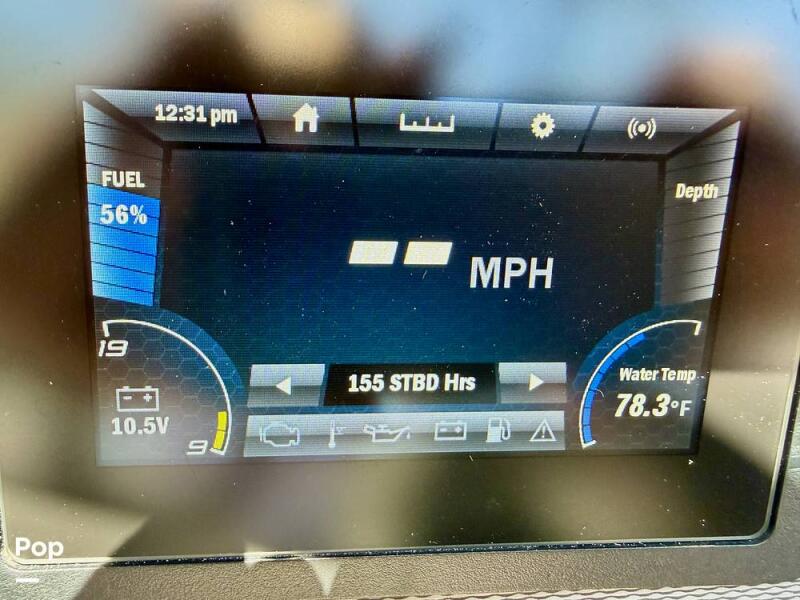 12:31 pm
FUEL
56%
Depth
-- MPH
19
10.5V
9
155 STBD Hrs
Water Temp
78.3°F
Pop